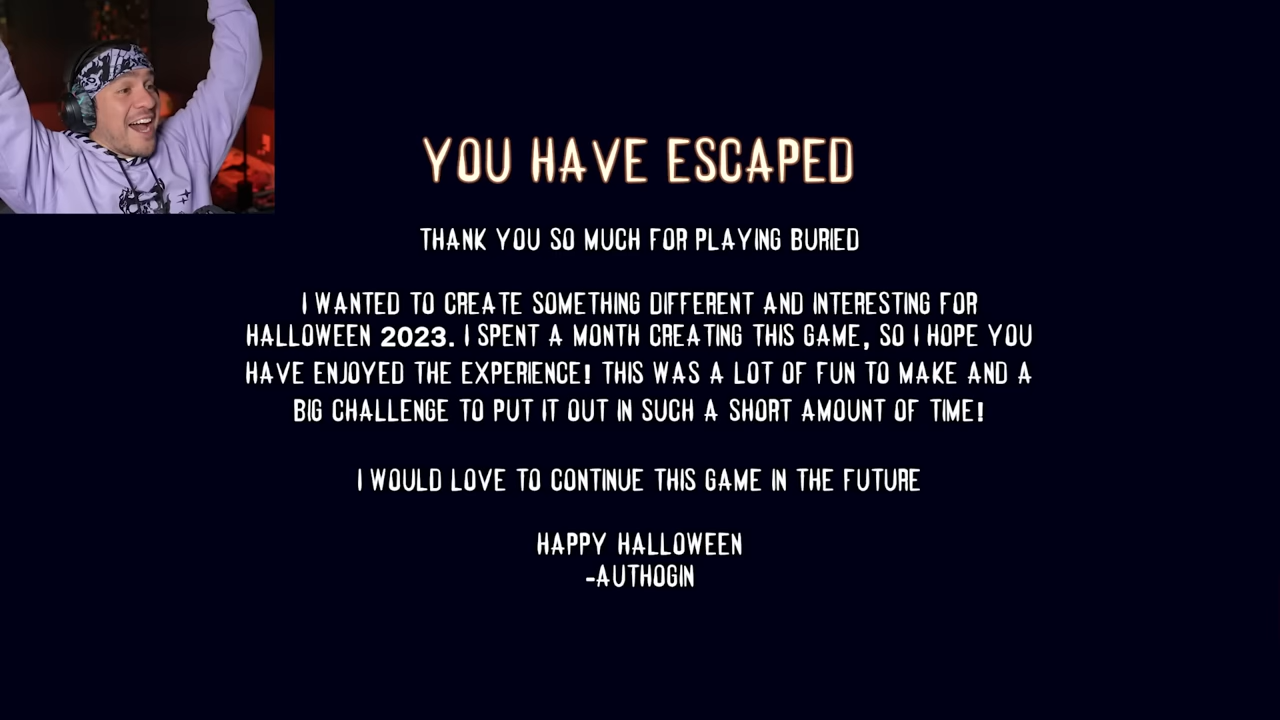 YOU HAVE ESCAPED
THANK YOU SO MUCH FOR PLAYING BURIED
I WANTED TO CREATE SOMETHING DIFFERENT AND INTERESTING FOR
HALLOWEEN 2023. I SPENT A MONTH CREATING THIS GAME, SO I HOPE YOU
HAVE ENJOYED THE EXPERIENCE! THIS WAS A LOT OF FUN TO MAKE AND A
BIG CHALLENGE TO PUT IT OUT IN SUCH A SHORT AMOUNT OF TIME!
I WOULD LOVE TO CONTINUE THIS GAME IN THE FUTURE
HAPPY HALLOWEEN
-AUTHOGIN